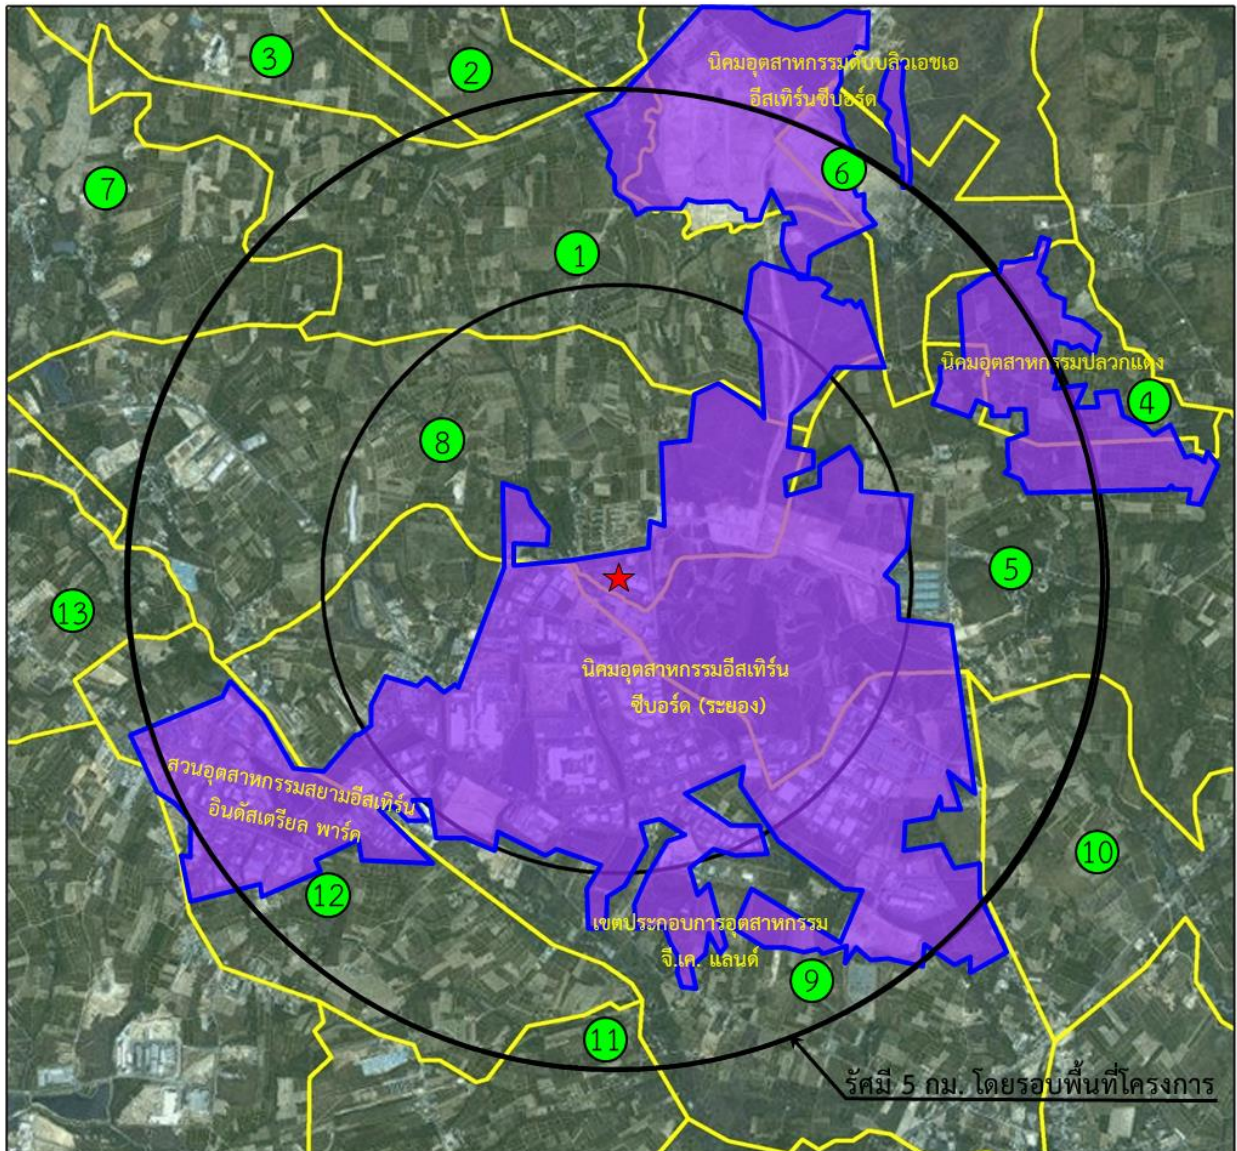 3
2
นิคมอุตสาหกรรมดับบลิวเอชเอ
อีสเทิร์นซีบอร์ด
7
6
1
นิคมอุตสาหกรรมปลวกแดง
4
8
5
13
นิคมอุตสาหกรรมอีสเทิร์น
ซีบอร์ด (ระยอง)
สวนอุตสาหกรรมสยามอีสเทิร์น
อินดัสเตรียล พาร์ค
10
12
เขตประกอบการอุตสาหกรรม
จี.เค. แลนด์
9
11
รัศมี 5 กม. โดยรอบพื้นที่โครงการ